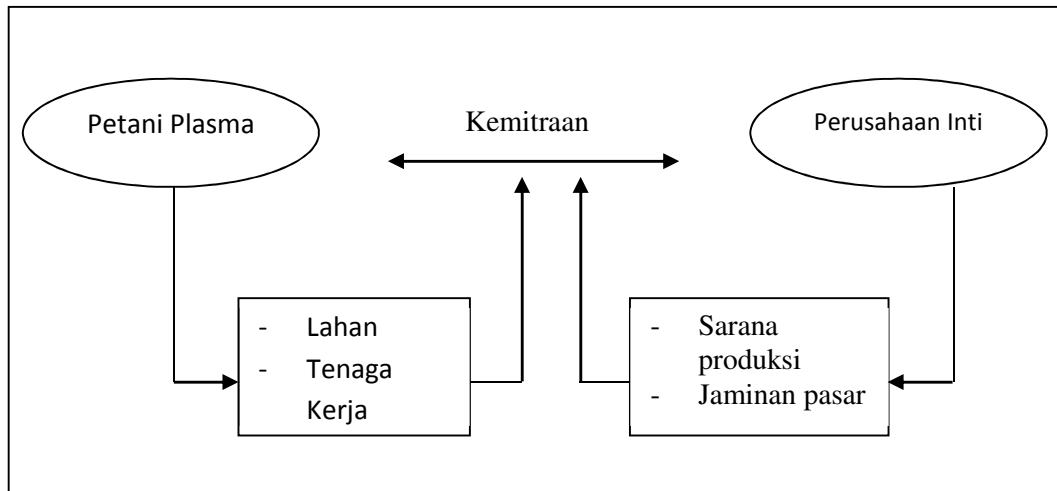 Petani Plasma
Kemitraan
Perusahaan Inti
- Lahan
- Tenaga
Kerja
- Sarana
produksi
- Jaminan pasar